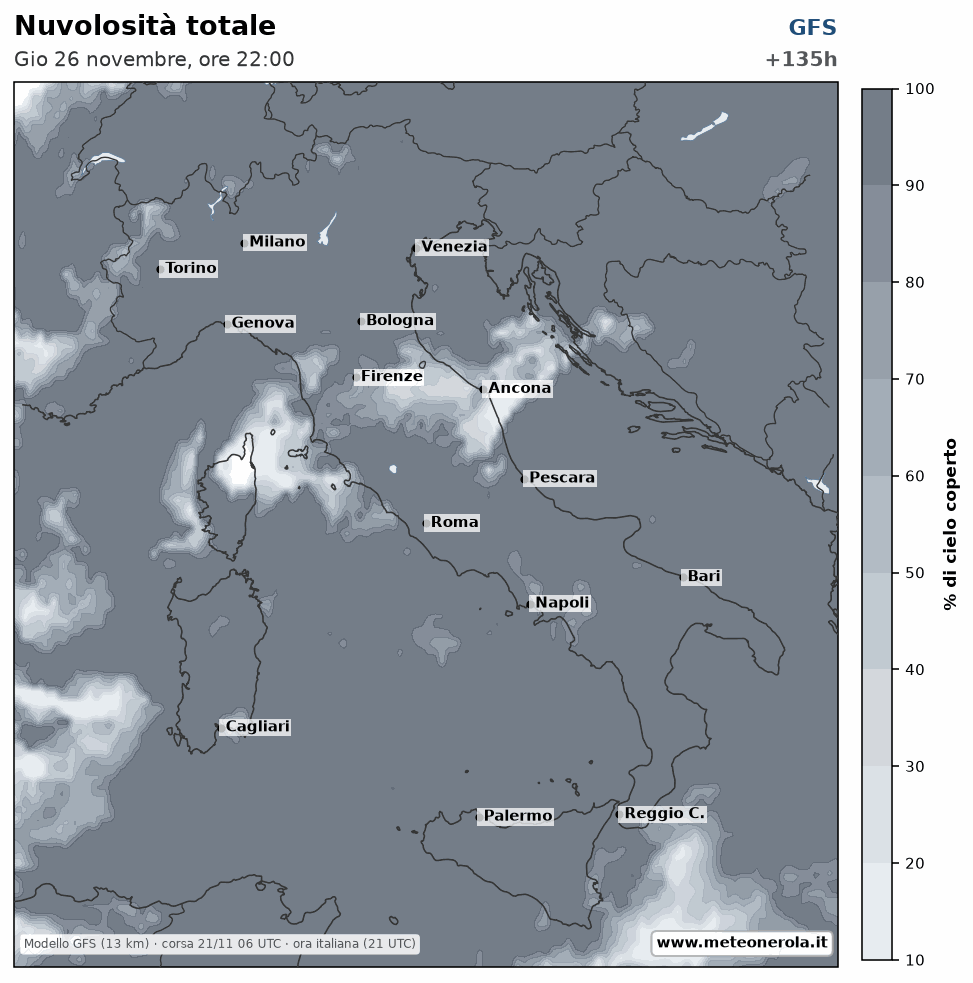 Nuvolosità totale
GFS
Gio 26 novembre, ore 22:00
+135h
Milano
Venezia
Torino
Genova
Bologna
Firenze
Ancona
Pescara
Roma
Bari
Napoli
Cagliari
Palermo
Reggio C.
Modello GFS (13 km) · corsa 21/11 06 UTC · ora italiana (21 UTC)
www.meteonerola.it
100
90
80
70
60
50
40
30
20
10
% di cielo coperto